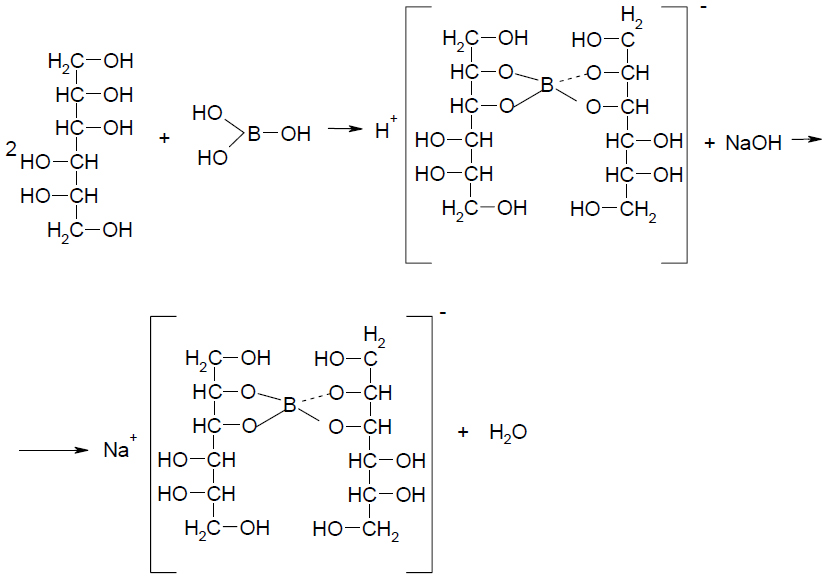 2
H₂C–OH
HC–OH
HC–OH
HO–CH
HO–CH
H₂C–OH
+
HO
B–OH
HO
H⁺
H₂C–OH
HC–O
HC–O
HO–CH
HO–CH
H₂C–OH
B
H₂
HO–C
O–CH
O–CH
HC–OH
HC–OH
HO–CH₂
-
+ NaOH
Na⁺
H₂C–OH
HC–O
HC–O
HO–CH
HO–CH
H₂C–OH
B
H₂
HO–C
O–CH
O–CH
HC–OH
HC–OH
HO–CH₂
-
+ H₂O